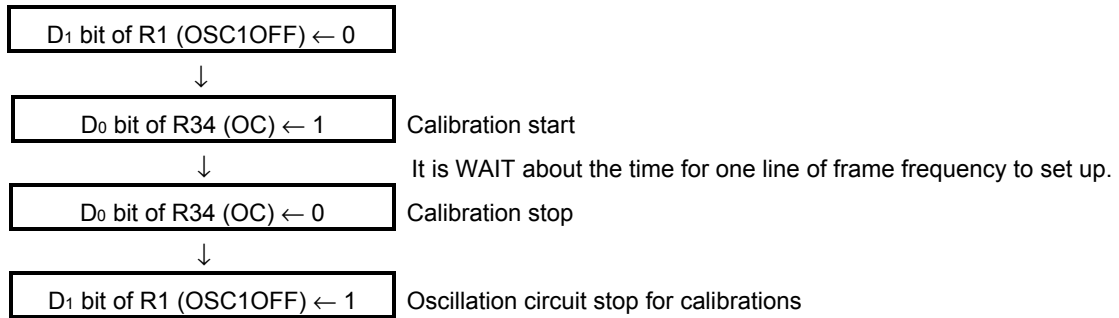 D1 bit of R1 (OSC1OFF) ← 0
↓
D0 bit of R34 (OC) ← 1 Calibration start
↓ It is WAIT about the time for one line of frame frequency to set up.
D0 bit of R34 (OC) ← 0 Calibration stop
↓
D1 bit of R1 (OSC1OFF) ← 1 Oscillation circuit stop for calibrations